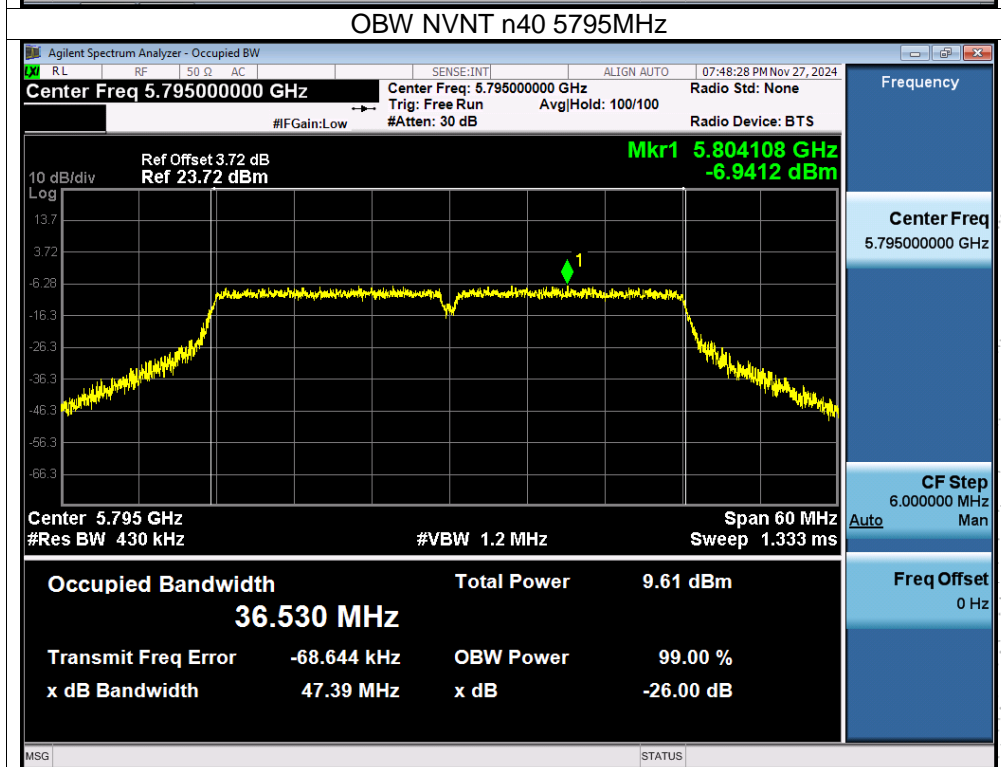 OBW NVNT n40 5795MHz
Agilent Spectrum Analyzer - Occupied BW
LXI RL RF 50 Ω AC SENSE:INT ALIGN AUTO 07:48:28 PM Nov 27, 2024
Center Freq 5.795000000 GHz
Center Freq: 5.795000000 GHz Radio Std: None
Trig: Free Run Avg|Hold: 100/100
#IFGain:Low #Atten: 30 dB Radio Device: BTS
Mkr1 5.804108 GHz
-6.9412 dBm
Ref Offset 3.72 dB
10 dB/div Ref 23.72 dBm
Log
13.7
3.72
-6.28
-16.3
-26.3
-36.3
-46.3
-56.3
-66.3
1
Center 5.795 GHz Span 60 MHz
#Res BW 430 kHz #VBW 1.2 MHz Sweep 1.333 ms
Occupied Bandwidth Total Power 9.61 dBm
36.530 MHz
Transmit Freq Error -68.644 kHz OBW Power 99.00 %
x dB Bandwidth 47.39 MHz x dB -26.00 dB
Frequency
Center Freq
5.795000000 GHz
CF Step
6.000000 MHz
Auto Man
Freq Offset
0 Hz
MSG STATUS